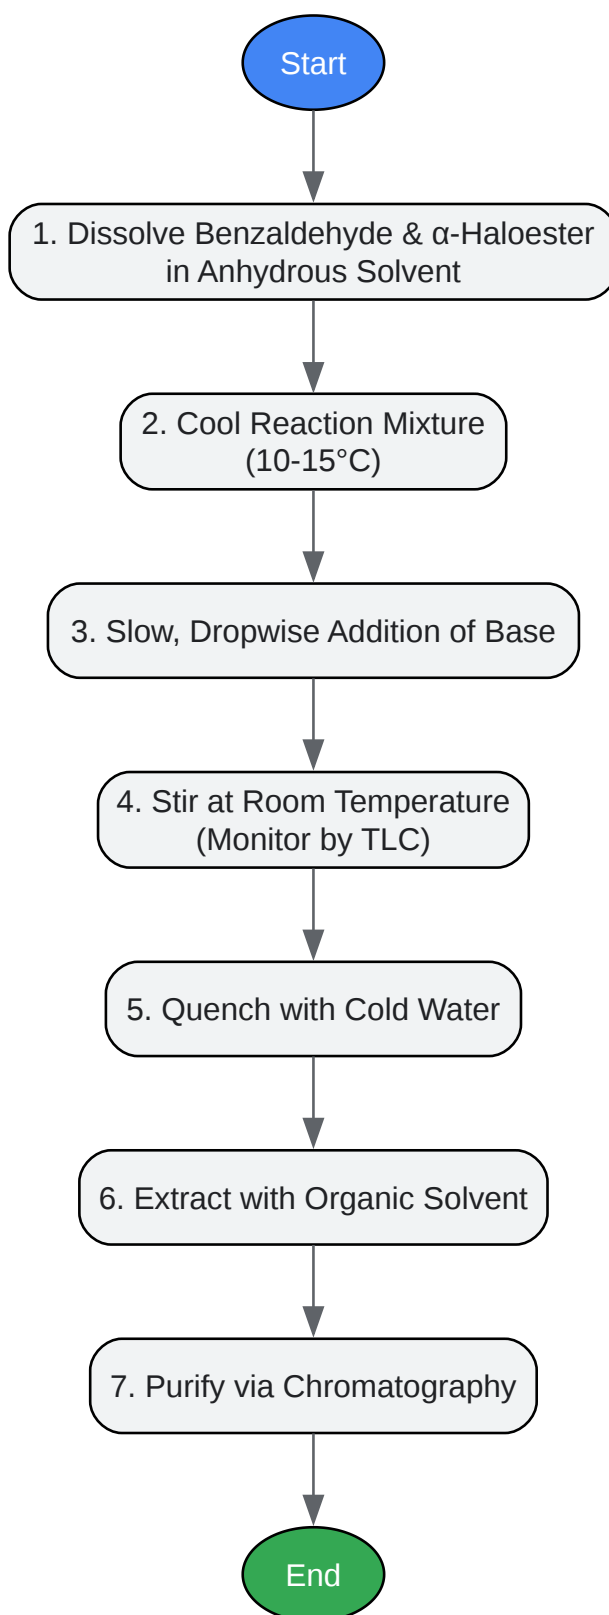 Start
1. Dissolve Benzaldehyde & α-Haloester
in Anhydrous Solvent
2. Cool Reaction Mixture
(10-15°C)
3. Slow, Dropwise Addition of Base
4. Stir at Room Temperature
(Monitor by TLC)
5. Quench with Cold Water
6. Extract with Organic Solvent
7. Purify via Chromatography
End